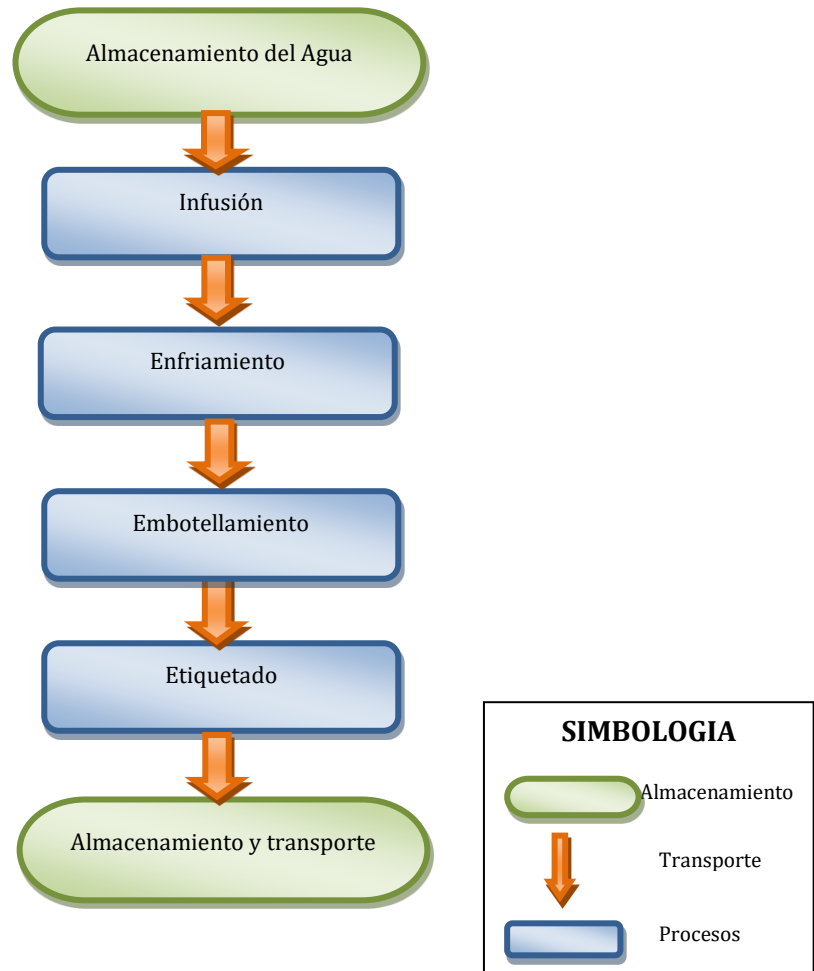 Almacenamiento del Agua
Infusión
Enfriamiento
Embotellamiento
Etiquetado
Almacenamiento y transporte
SIMBOLOGIA
Almacenamiento
Transporte
Procesos